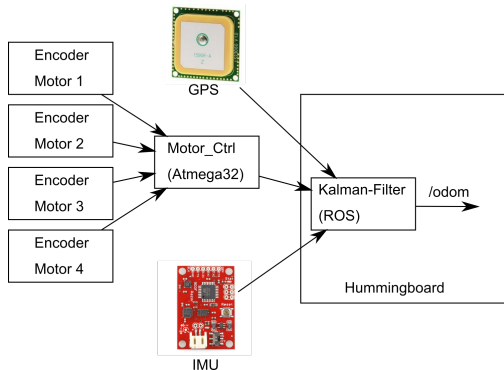 Encoder
Motor 1
Encoder
Motor 2
Encoder
Motor 3
Encoder
Motor 4
GPS
Motor_Ctrl
(Atmega32)
Kalman-Filter
(ROS)
/odom
Hummingboard
IMU